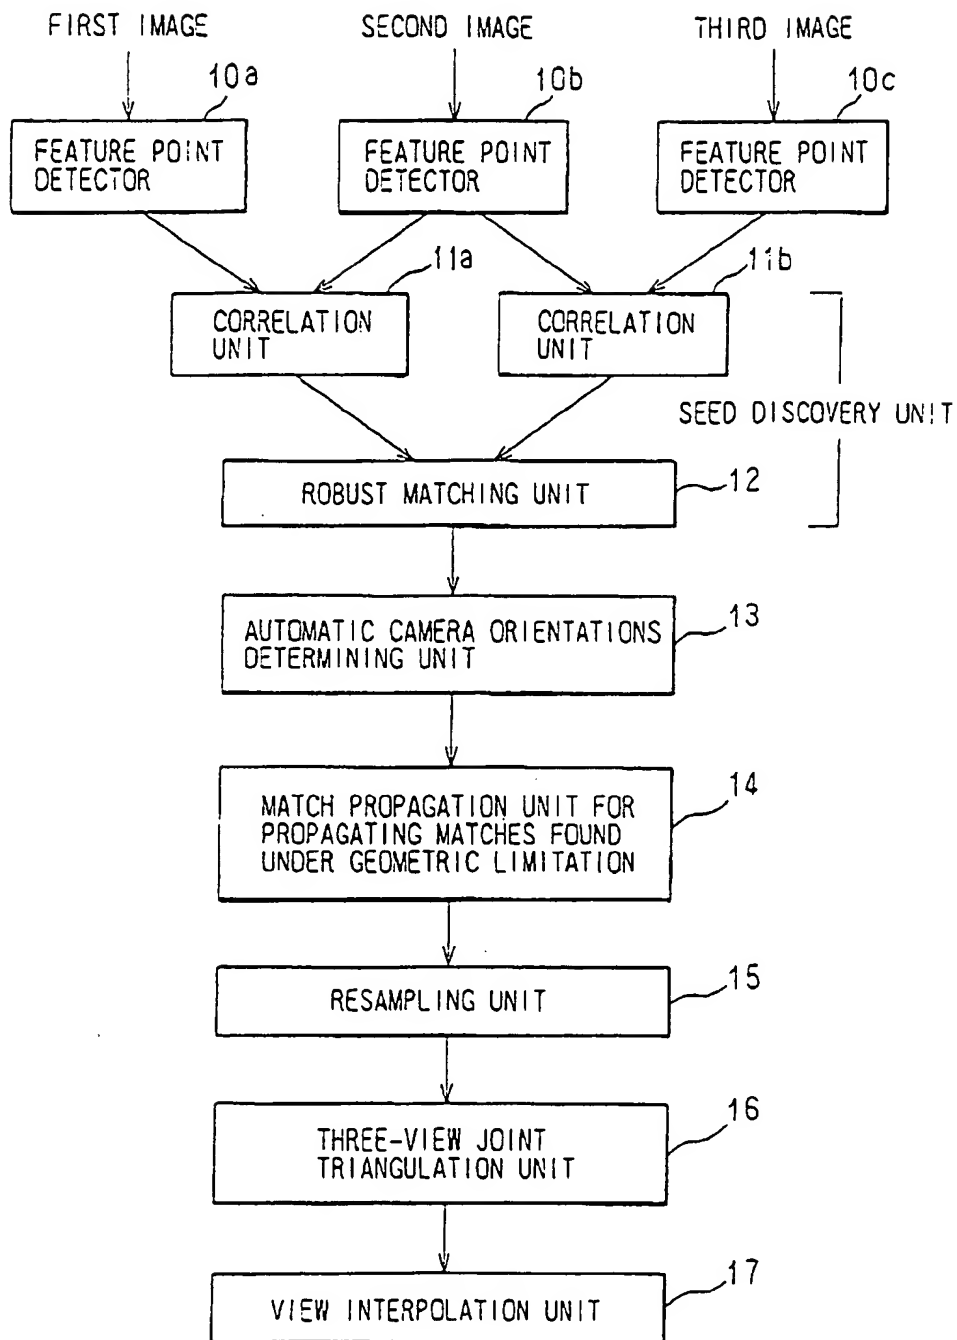 FIRST IMAGE
SECOND IMAGE
THIRD IMAGE
10a
10b
10c
FEATURE POINT
DETECTOR
FEATURE POINT
DETECTOR
FEATURE POINT
DETECTOR
11a
11b
CORRELATION
UNIT
CORRELATION
UNIT
SEED DISCOVERY UNIT
ROBUST MATCHING UNIT
12
AUTOMATIC CAMERA ORIENTATIONS
DETERMINING UNIT
13
MATCH PROPAGATION UNIT FOR
PROPAGATING MATCHES FOUND
UNDER GEOMETRIC LIMITATION
14
RESAMPLING UNIT
15
THREE-VIEW JOINT
TRIANGULATION UNIT
16
VIEW INTERPOLATION UNIT
17